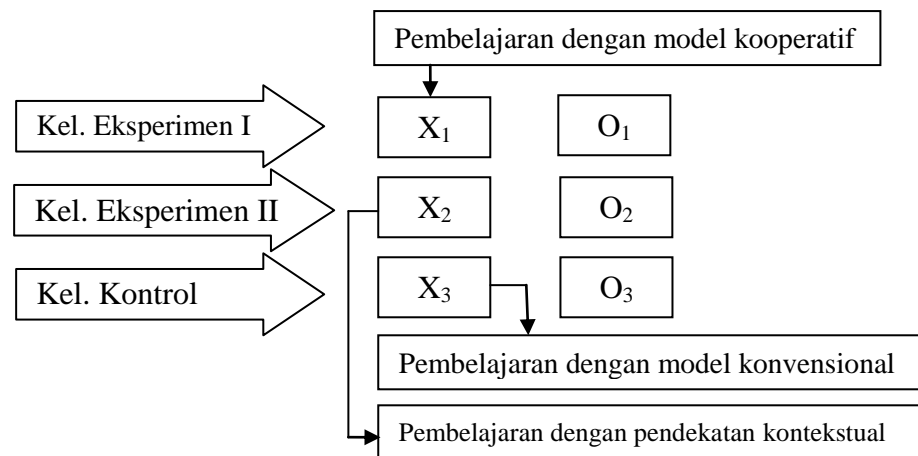 Pembelajaran dengan model kooperatif
Kel. Eksperimen I
X₁
O₁
Kel. Eksperimen II
X₂
O₂
Kel. Kontrol
X₃
O₃
Pembelajaran dengan model konvensional
Pembelajaran dengan pendekatan kontekstual